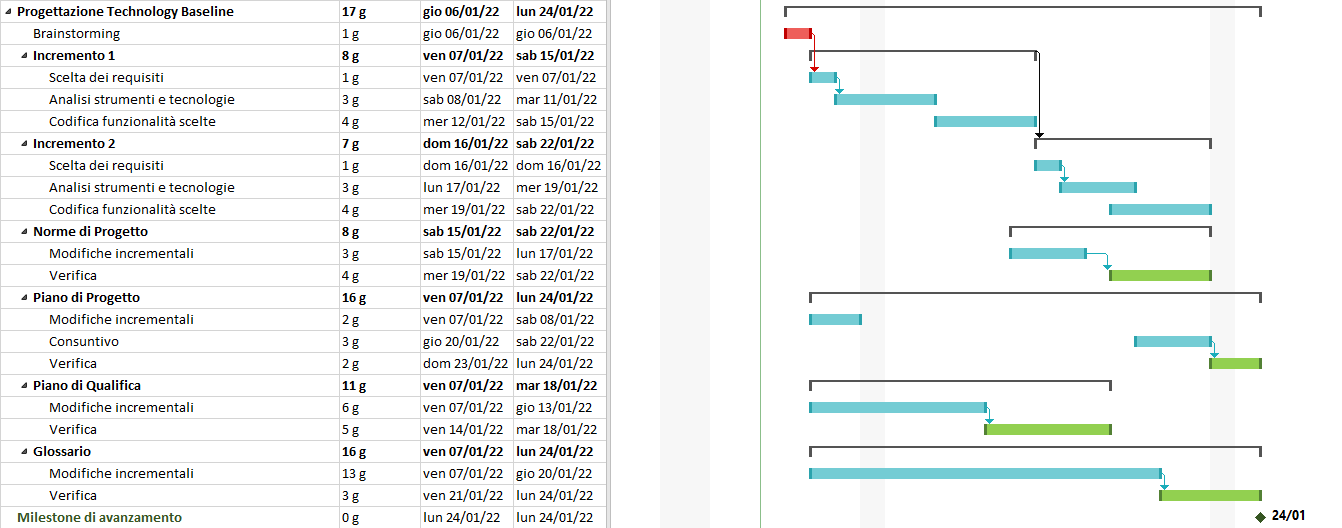 Progettazione Technology Baseline 17 g gio 06/01/22 lun 24/01/22
Brainstorming 1 g gio 06/01/22 gio 06/01/22
Incremento 1 8 g ven 07/01/22 sab 15/01/22
Scelta dei requisiti 1 g ven 07/01/22 ven 07/01/22
Analisi strumenti e tecnologie 3 g sab 08/01/22 mar 11/01/22
Codifica funzionalità scelte 4 g mer 12/01/22 sab 15/01/22
Incremento 2 7 g dom 16/01/22 sab 22/01/22
Scelta dei requisiti 1 g dom 16/01/22 dom 16/01/22
Analisi strumenti e tecnologie 3 g lun 17/01/22 mer 19/01/22
Codifica funzionalità scelte 4 g mer 19/01/22 sab 22/01/22
Norme di Progetto 8 g sab 15/01/22 sab 22/01/22
Modifiche incrementali 3 g sab 15/01/22 lun 17/01/22
Verifica 4 g mer 19/01/22 sab 22/01/22
Piano di Progetto 16 g ven 07/01/22 lun 24/01/22
Modifiche incrementali 2 g ven 07/01/22 sab 08/01/22
Consuntivo 3 g gio 20/01/22 sab 22/01/22
Verifica 2 g dom 23/01/22 lun 24/01/22
Piano di Qualifica 11 g ven 07/01/22 mar 18/01/22
Modifiche incrementali 6 g ven 07/01/22 gio 13/01/22
Verifica 5 g ven 14/01/22 mar 18/01/22
Glossario 16 g ven 07/01/22 lun 24/01/22
Modifiche incrementali 13 g ven 07/01/22 gio 20/01/22
Verifica 3 g ven 21/01/22 lun 24/01/22
Milestone di avanzamento 0 g lun 24/01/22 lun 24/01/22 24/01